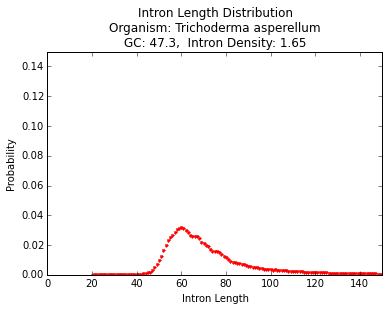 Intron Length Distribution
Organism: Trichoderma asperellum
GC: 47.3,  Intron Density: 1.65
0.14
0.12
0.10
0.08
0.06
0.04
0.02
0.00
Probability
0 20 40 60 80 100 120 140
Intron Length